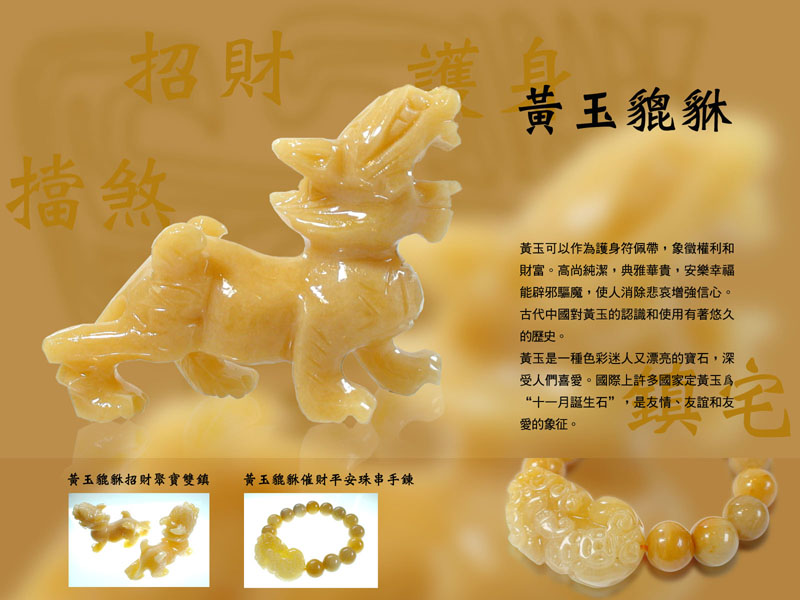 招財
護身
黃玉貔貅
擋煞
黃玉可以作為護身符佩帶，象徵權利和
財富。高尚純潔，典雅華貴，安樂幸福
能辟邪驅魔，使人消除悲哀增強信心。
古代中國對黃玉的認識和使用有著悠久
的歷史。
黃玉是一種色彩迷人又漂亮的寶石，深
受人們喜愛。國際上許多國家定黃玉為
“十一月誕生石”，是友情、友誼和友
愛的象征。
鎮宅
黃玉貔貅招財聚寶雙鎮
黃玉貔貅催財平安珠串手鍊